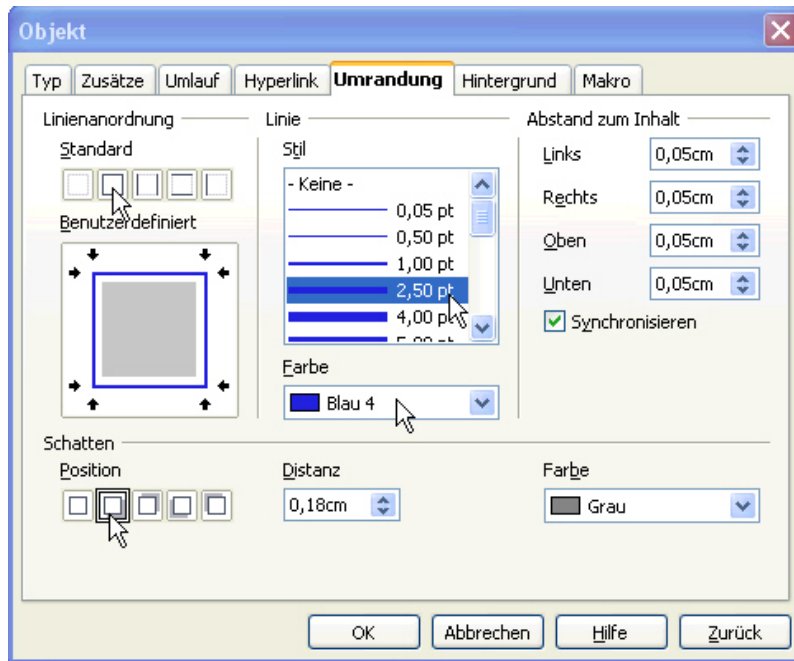 Objekt
Typ Zusätze Umlauf Hyperlink Umrandung Hintergrund Makro
Linienanordnung Linie Abstand zum Inhalt
Standard Stil Links 0,05cm
- Keine -
0,05 pt Rechts 0,05cm
Benutzerdefiniert 0,50 pt Oben 0,05cm
1,00 pt
2,50 pt Unten 0,05cm
4,00 pt Synchronisieren
Farbe
Blau 4
Schatten
Position Distanz Farbe
0,18cm Grau
OK Abbrechen Hilfe Zurück